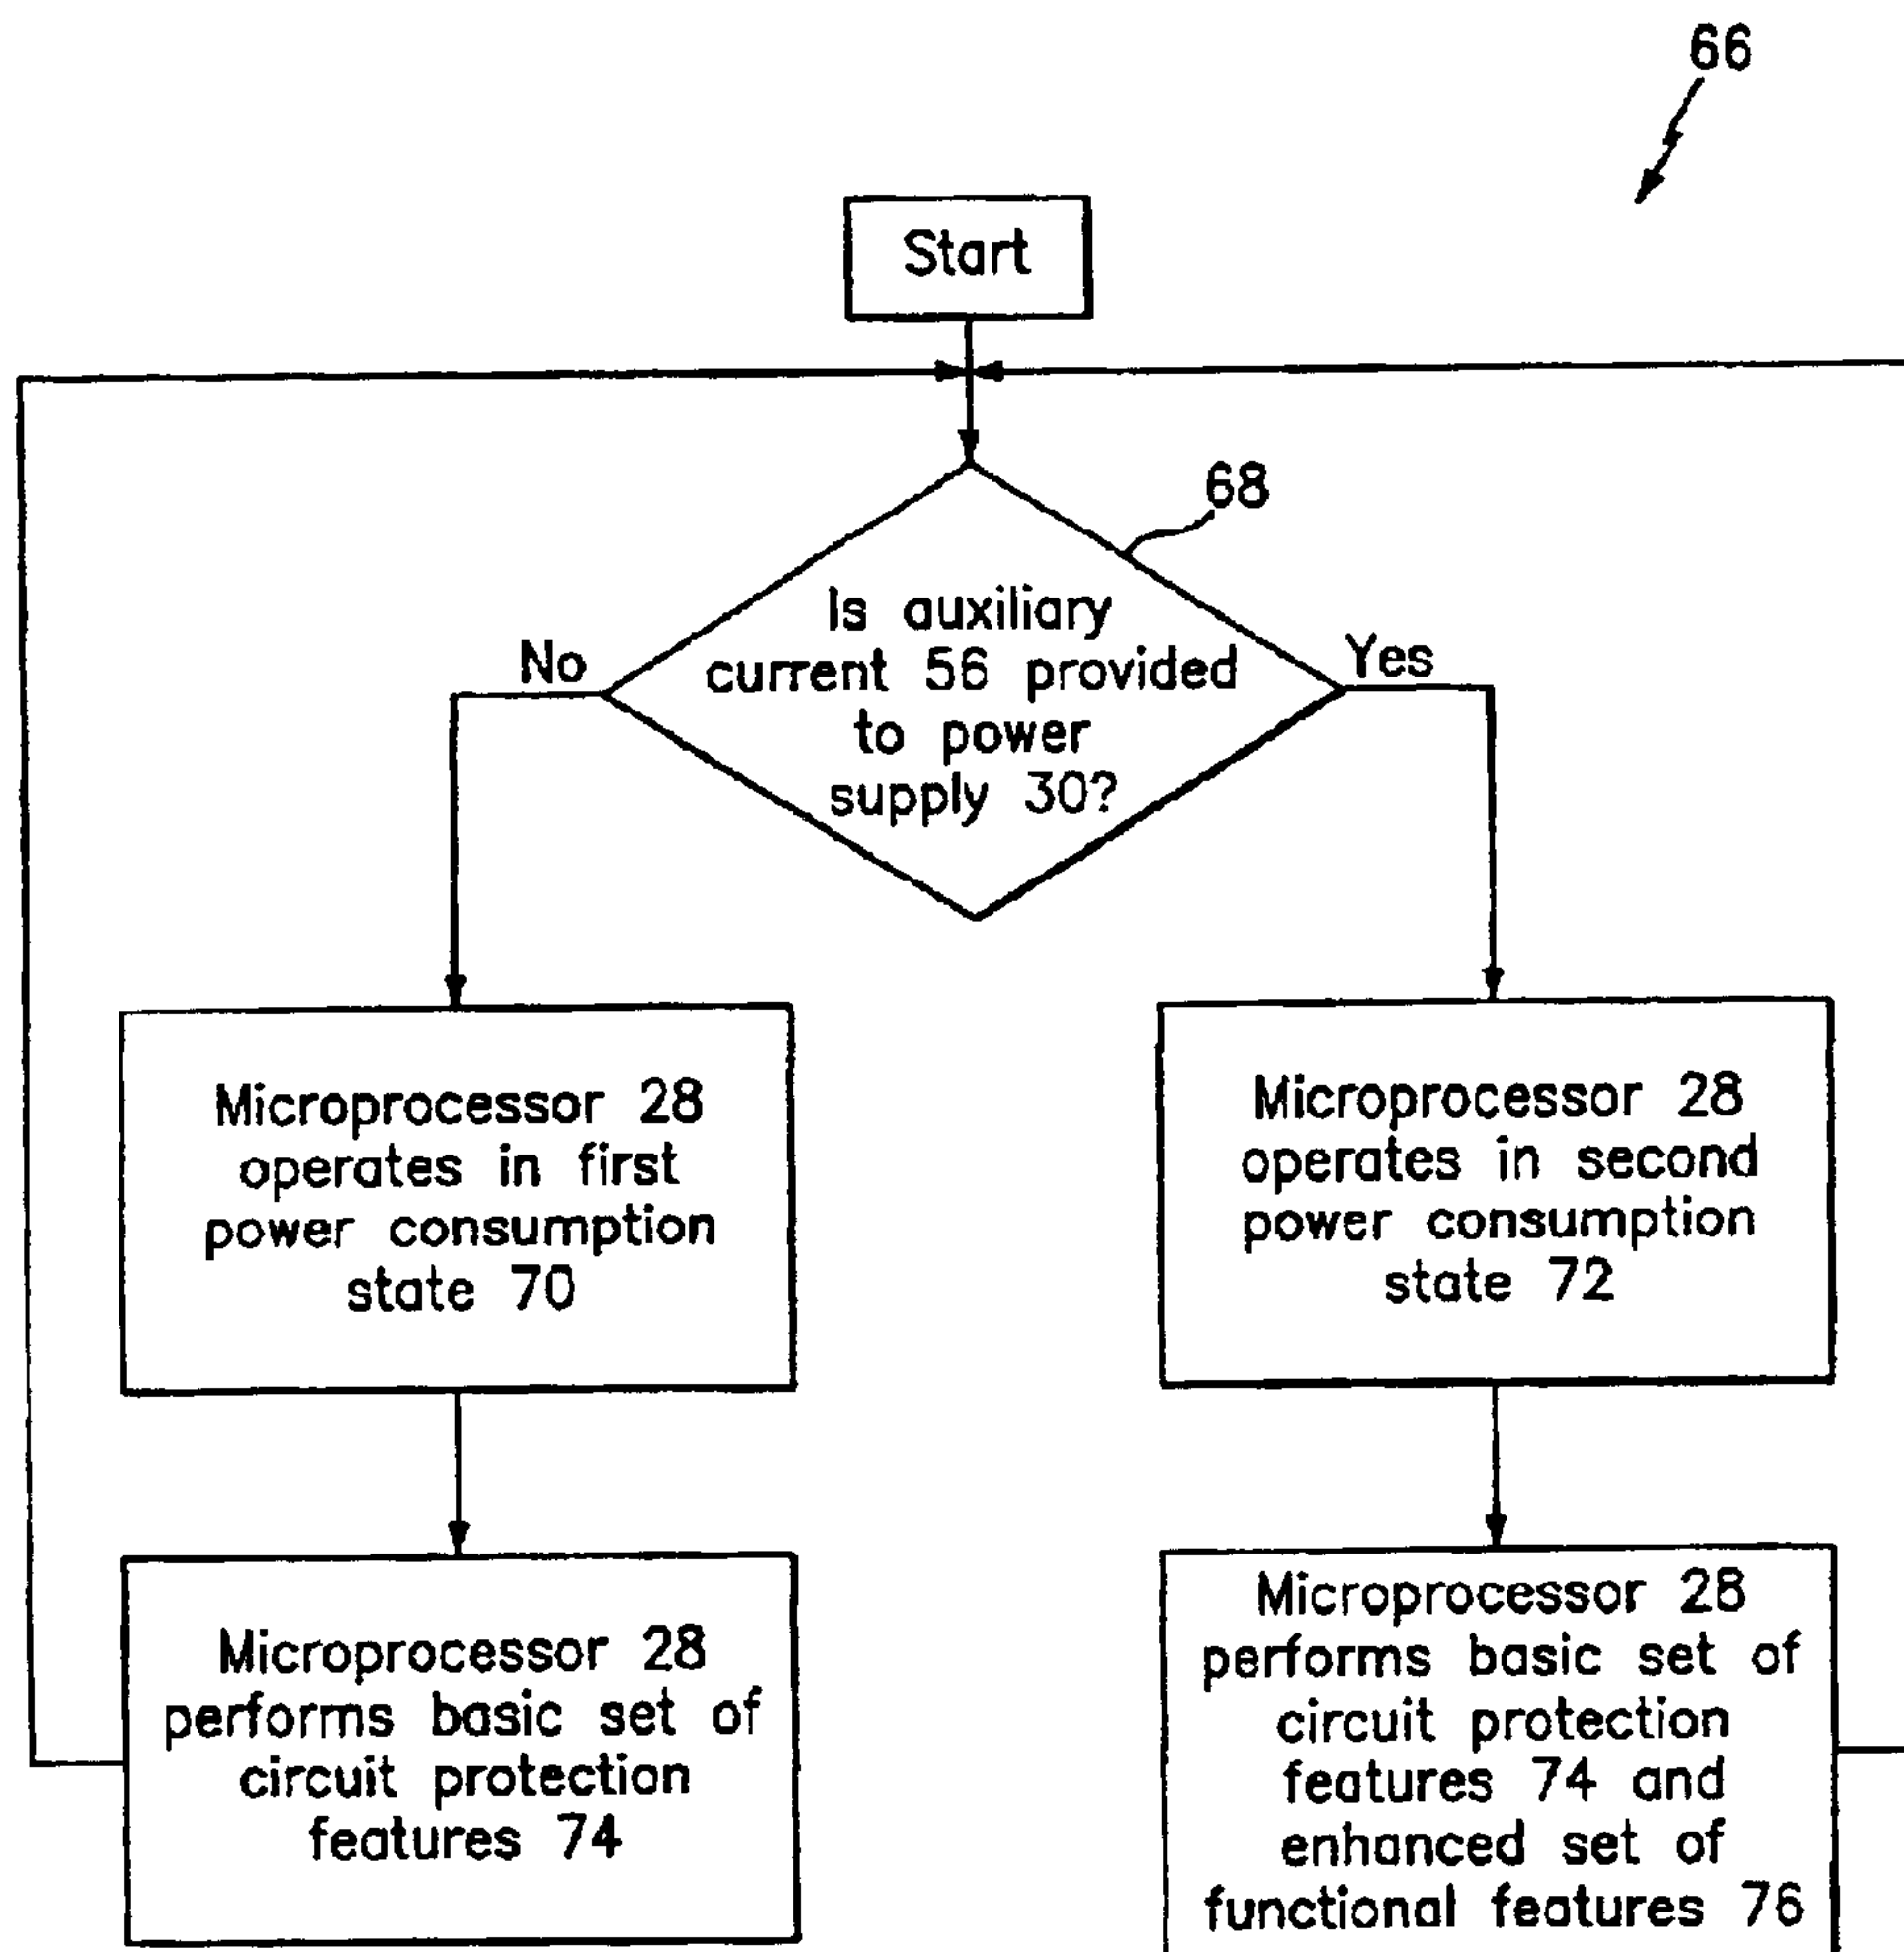 66
Start
68
Is auxiliary
current 56 provided
to power
supply 30?
No
Yes
Microprocessor 28
operates in first
power consumption
state 70
Microprocessor 28
operates in second
power consumption
state 72
Microprocessor 28
performs basic set of
circuit protection
features 74
Microprocessor 28
performs basic set of
circuit protection
features 74 and
enhanced set of
functional features 76